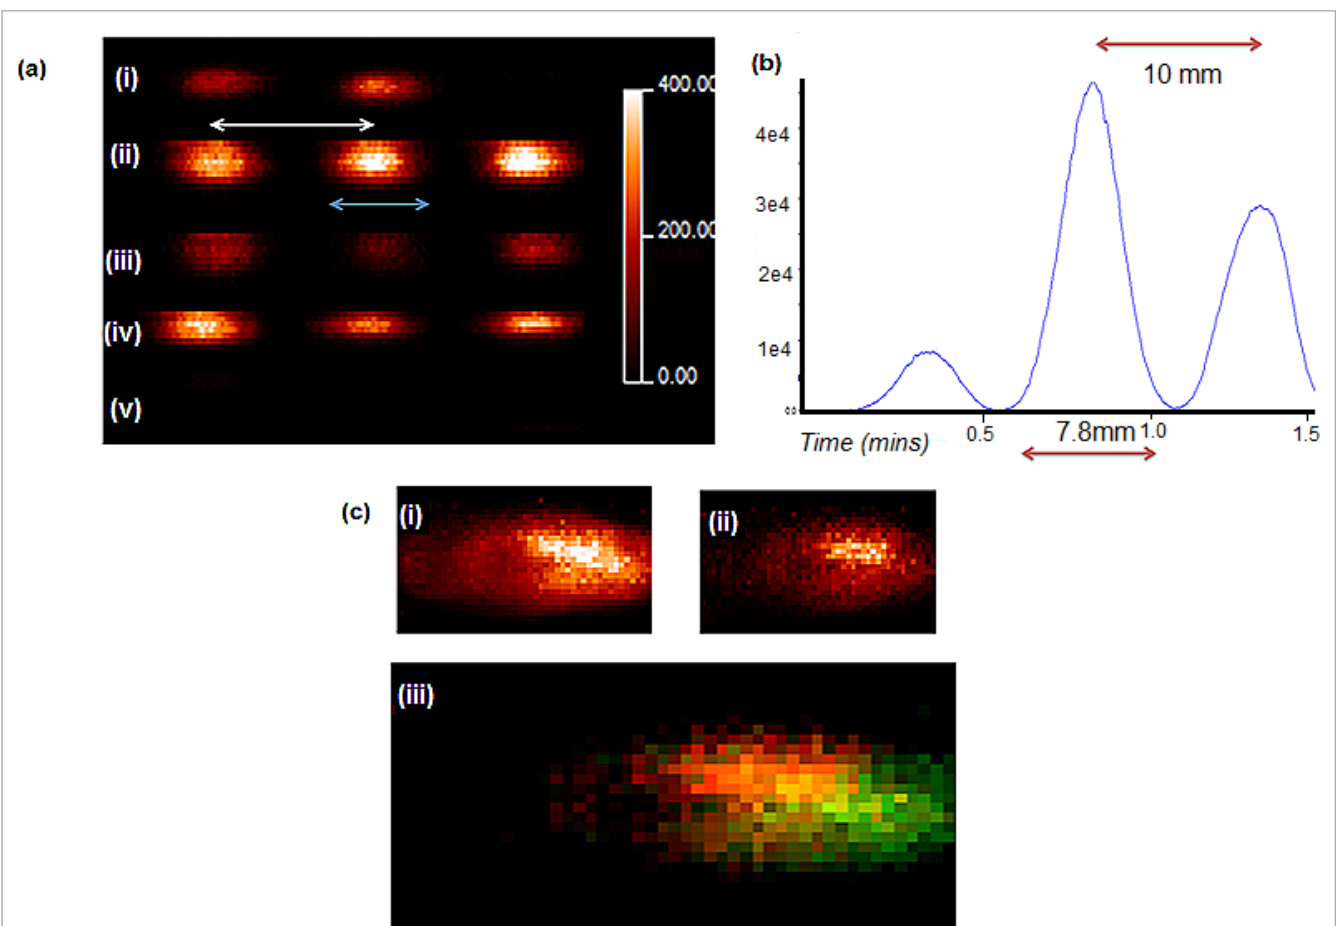 (a)
(i)
(ii)
(iii)
(iv)
(v)
400.00
200.00
0.00
(b)
10 mm
4e4
3e4
2e4
1e4
Time (mins)
0.5
7.8mm
1.0
1.5
(c)
(i)
(ii)
(iii)